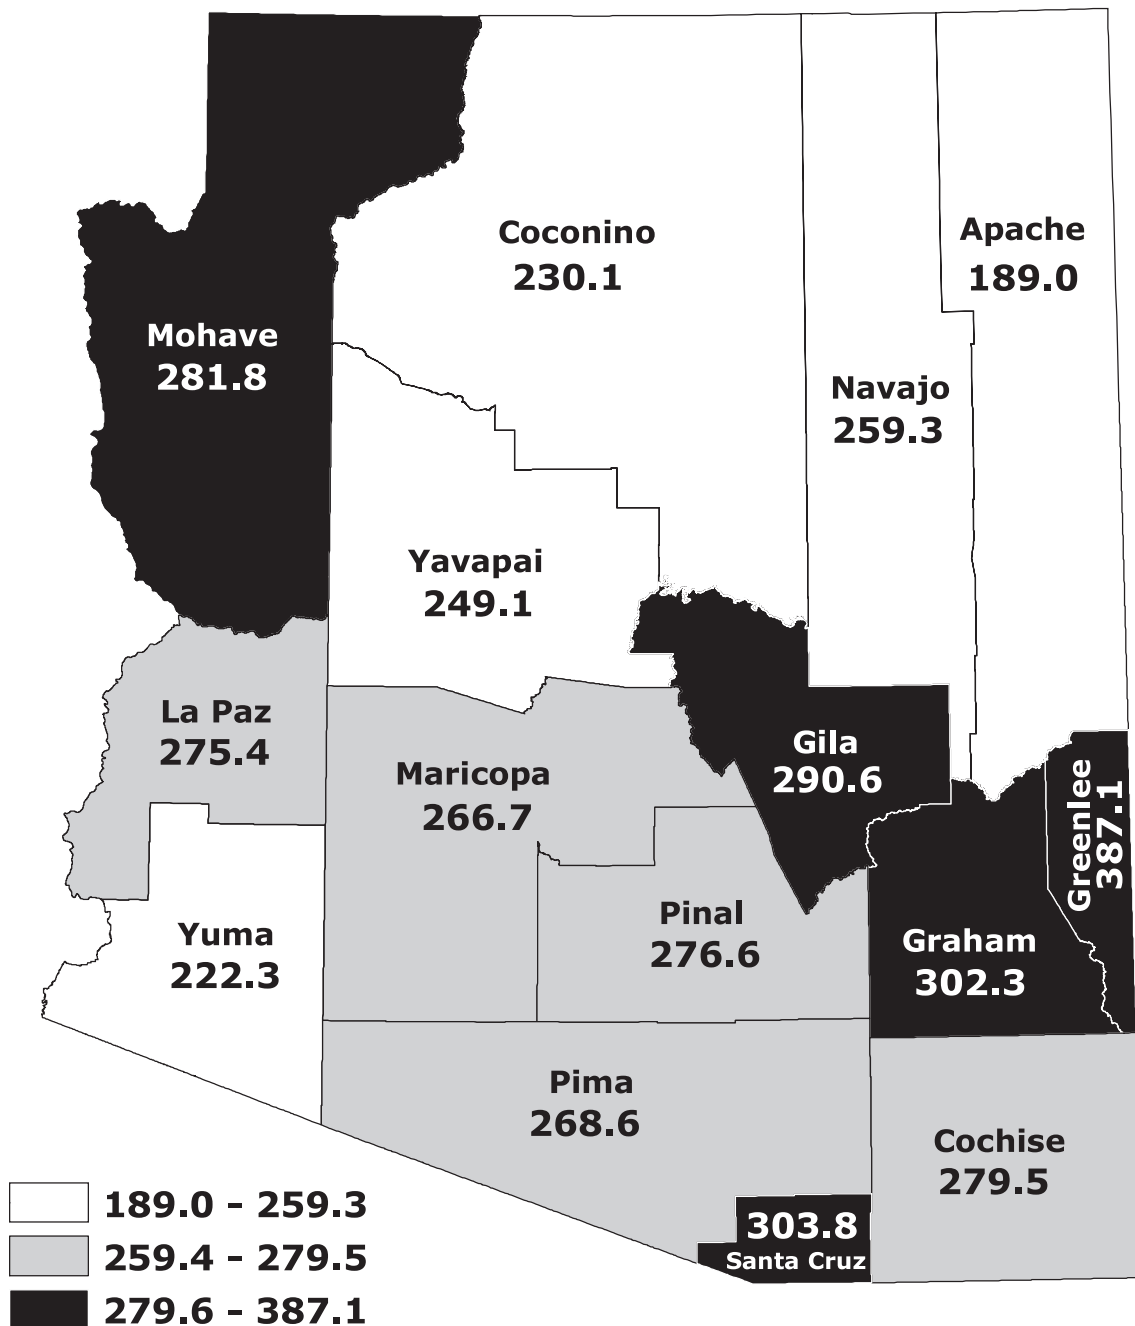 Coconino
230.1
Apache
189.0
Mohave
281.8
Navajo
259.3
Yavapai
249.1
La Paz
275.4
Maricopa
266.7
Gila
290.6
Greenlee
387.1
Yuma
222.3
Pinal
276.6
Graham
302.3
Pima
268.6
Cochise
279.5
303.8
Santa Cruz
189.0 - 259.3
259.4 - 279.5
279.6 - 387.1